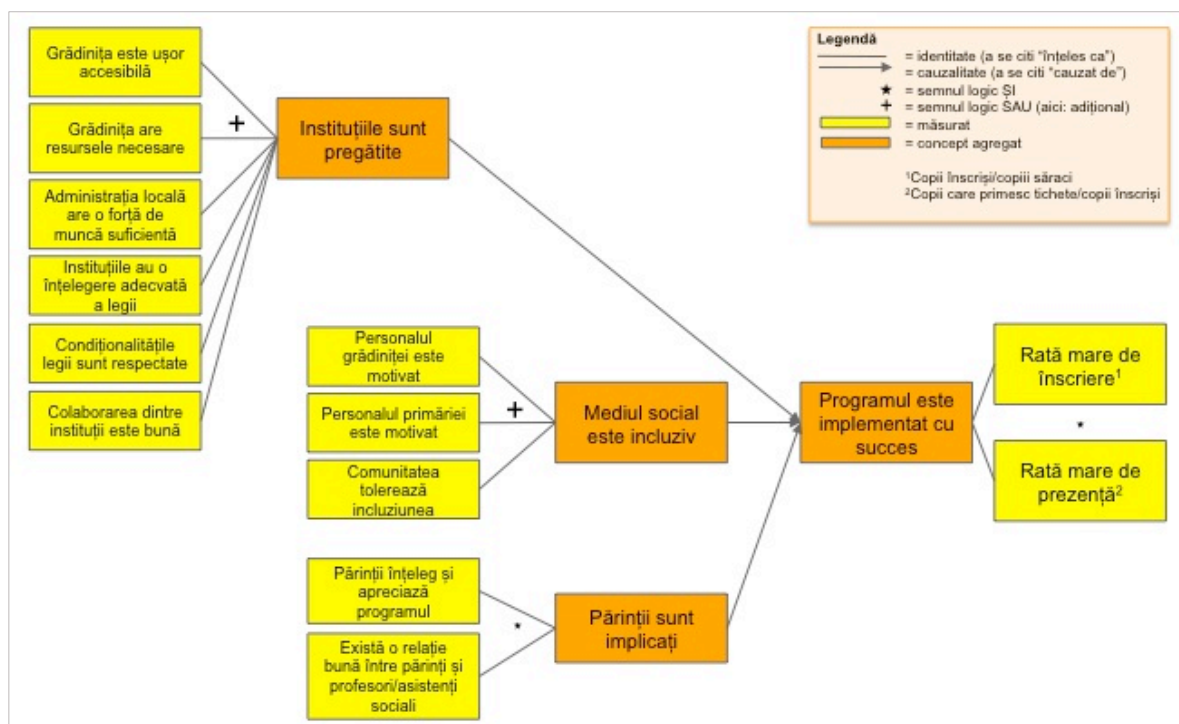 Grădinița este ușor
accesibilă
Grădinița are
resursele necesare
Administrația locală
are o forță de
muncă suficientă
Instituțiile au o
înțelegere adecvată
a legii
Condiționalitățile
legii sunt respectate
Colaborarea dintre
instituții este bună
+
Instituțiile sunt
pregătite
Legendă
= identitate (a se citi “înțeles ca”)
= cauzalitate (a se citi “cauzat de”)
★ = semnul logic ȘI
+ = semnul logic SAU (aici: adițional)
= măsurat
= concept agregat
¹Copii înscriși/copiii săraci
²Copii care primesc tichete/copii înscriși
Personalul
grădiniței este
motivat
Personalul primăriei
este motivat
Comunitatea
tolerează
incluziunea
+
Mediul social
este incluziv
Părinții înțeleg și
apreciază
programul
Există o relație
bună între părinți și
profesori/asistenți
sociali
*
Părinții sunt
implicați
Programul este
implementat cu
succes
Rată mare de
înscriere¹
*
Rată mare de
prezență²